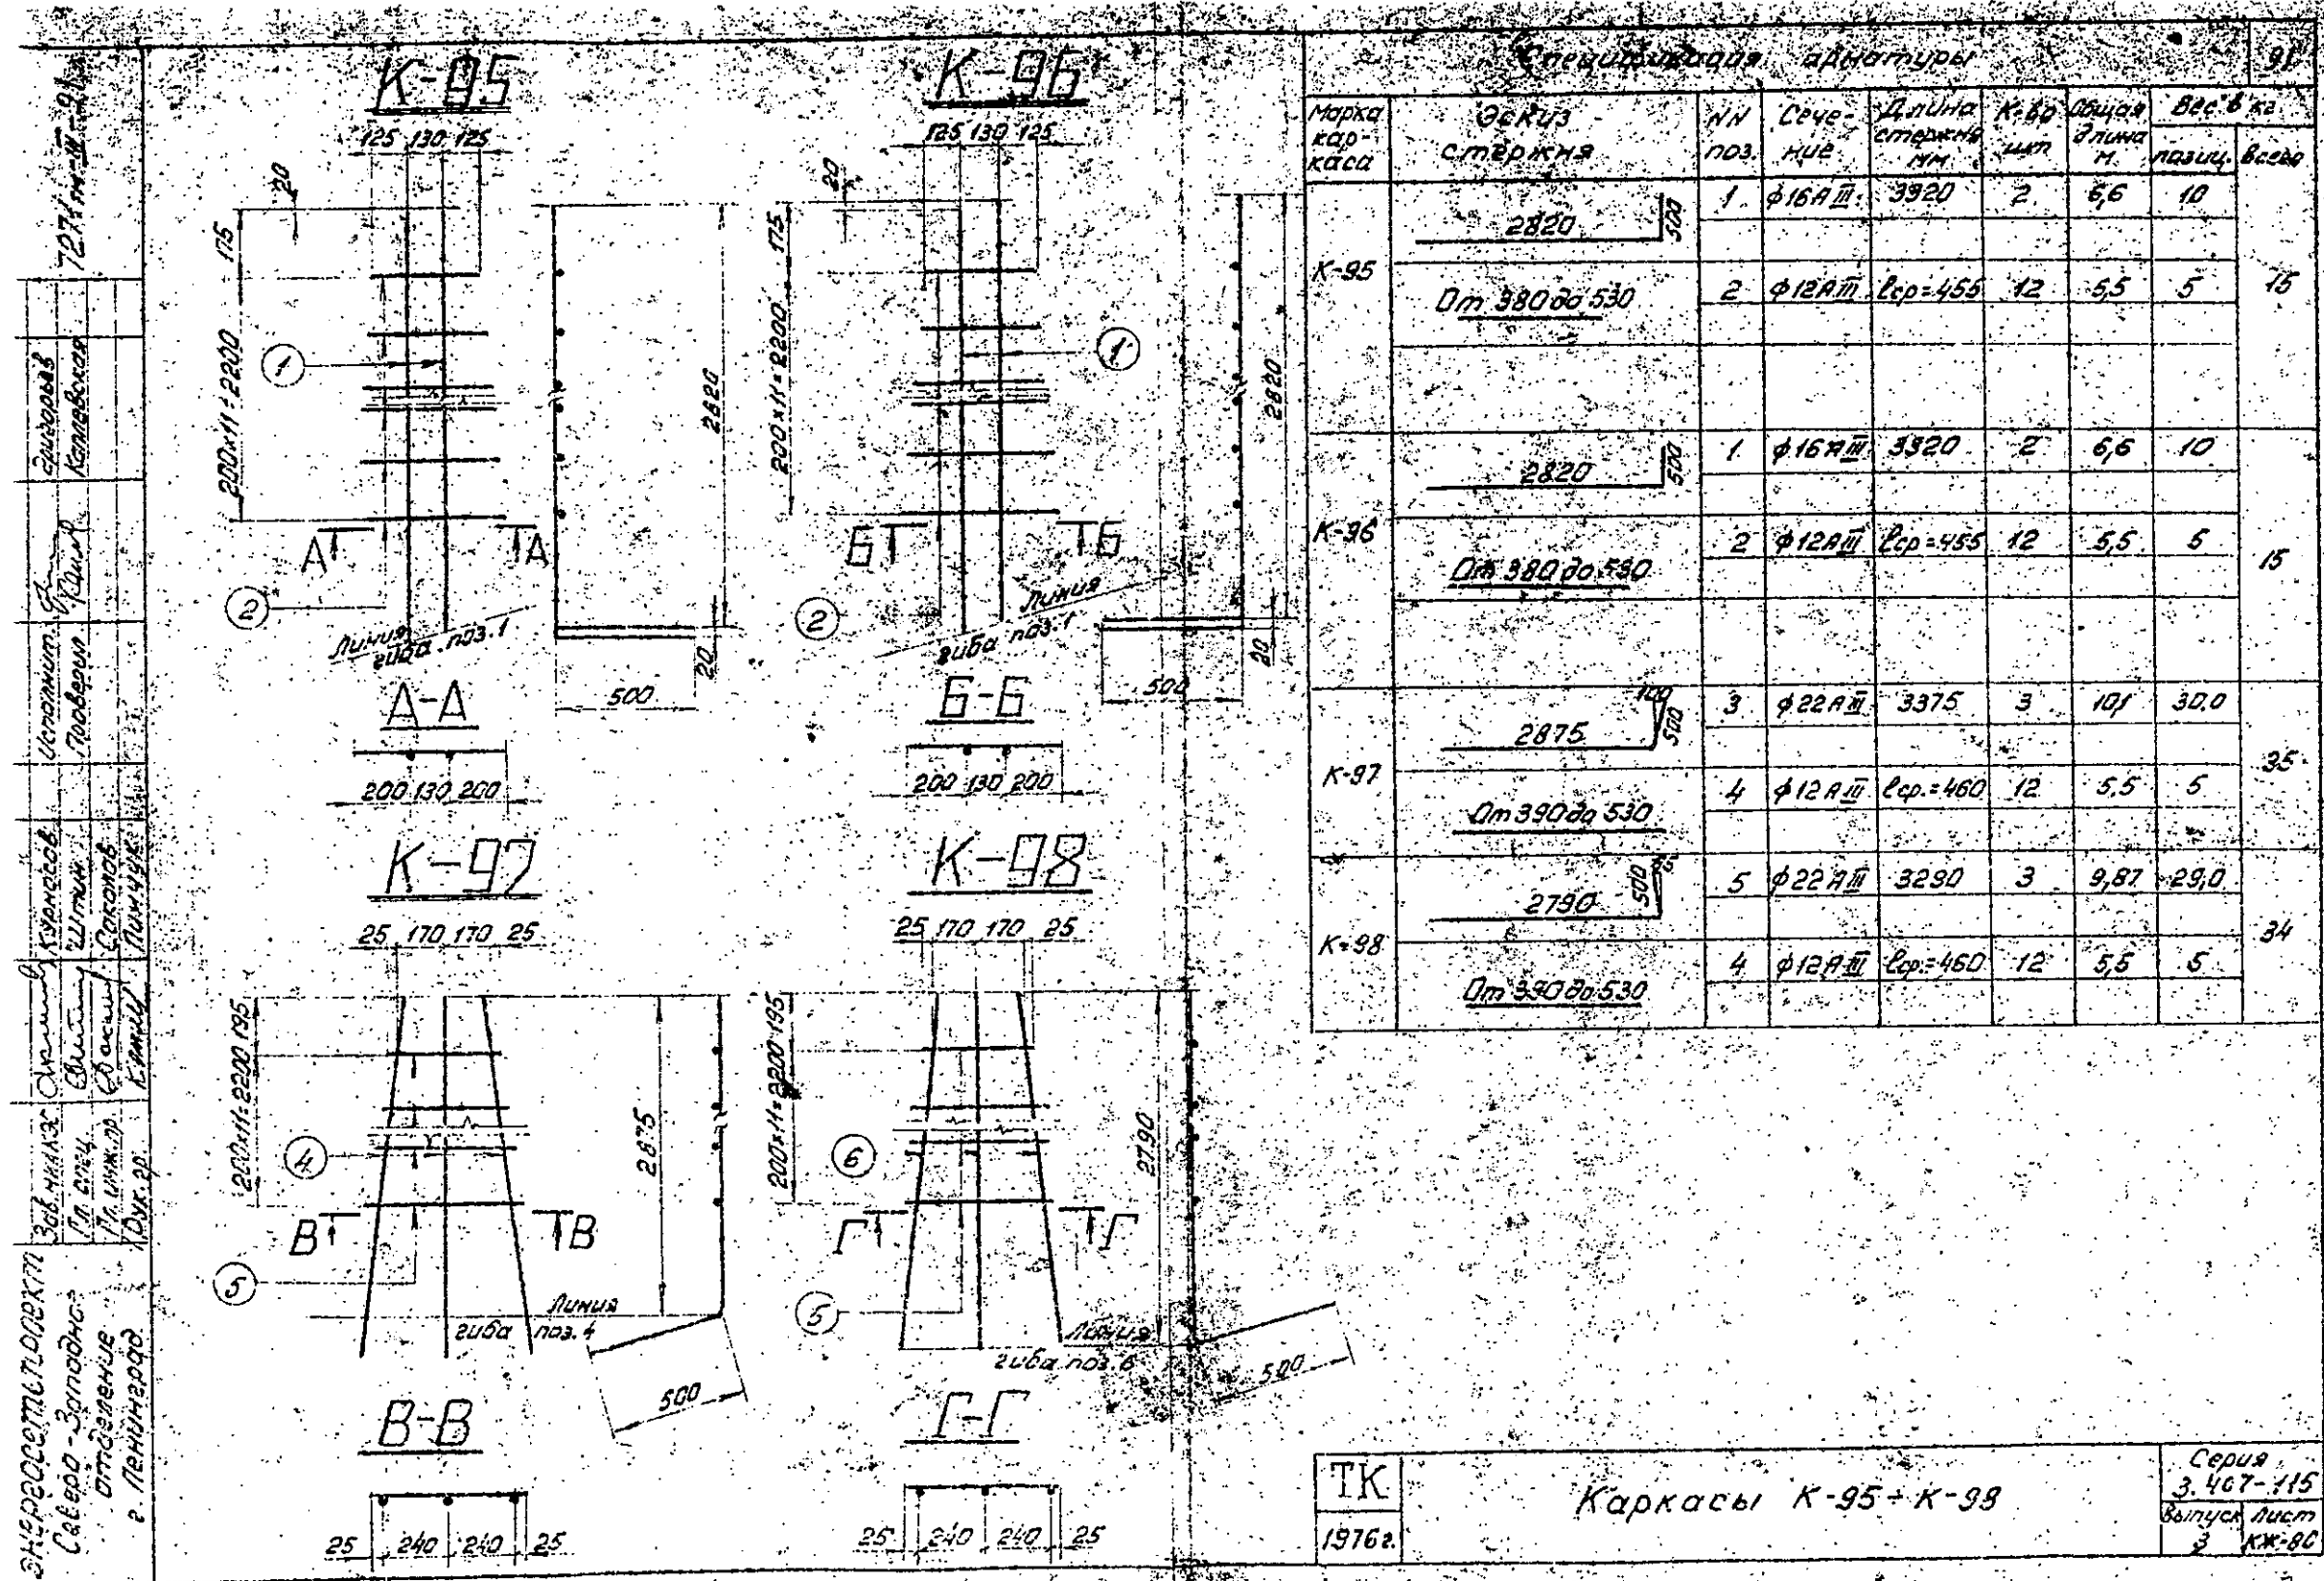 К-95
125 130 125
20
175
200х11=2200
1
2820
А А
2
Линия
гиба поз.1
20
500
А-А
200 130 200
К-96
125 130 125
20
175
200х11=2200
1
2820
Б Б
2
Линия
гиба поз.1
20
500
Б-Б
200 130 200
К-97
25 170 170 25
195
200х11=2200
4
2875
В В
5
Линия
гиба поз.4
500
В-В
25 240 240 25
К-98
25 170 170 25
195
200х11=2200
6
2790
Г Г
5
Линия
гиба поз.6
500
Г-Г
25 240 240 25
Спецификация арматуры
91
Марка каркаса Эскиз стержня NN поз. Сечение Длина стержня мм К-во шт Общая длина м Вес в кг
позиц. всего
К-95 2820 500 1 ф16АIII 3320 2 6,6 10 15
От 380 до 530 2 ф12АIII lср=455 12 5,5 5
К-96 2820 500 1 ф16АIII 3320 2 6,6 10 15
От 380 до 530 2 ф12АIII lср=455 12 5,5 5
К-97 2875 100 500 3 ф22АIII 3375 3 10,1 30,0 35
От 390 до 530 4 ф12АIII lср.=460 12 5,5 5
К-98 2790 500 5 ф22АIII 3290 3 9,87 29,0 34
От 390 до 530 4 ф12АIII lср.=460 12 5,5 5
ТК
1976г.
Каркасы К-95÷К-98
Серия
3.407-115
Выпуск
3
Лист
КЖ-80
Энергосетьпроект
Северо-Западное
отделение
г. Ленинград
Зав. НИЛКЭС Курносов
Гл. спец. Штин
Гл. инж. пр. Соколов
Рук. гр.
Исполнит. Григорьев
Проверил